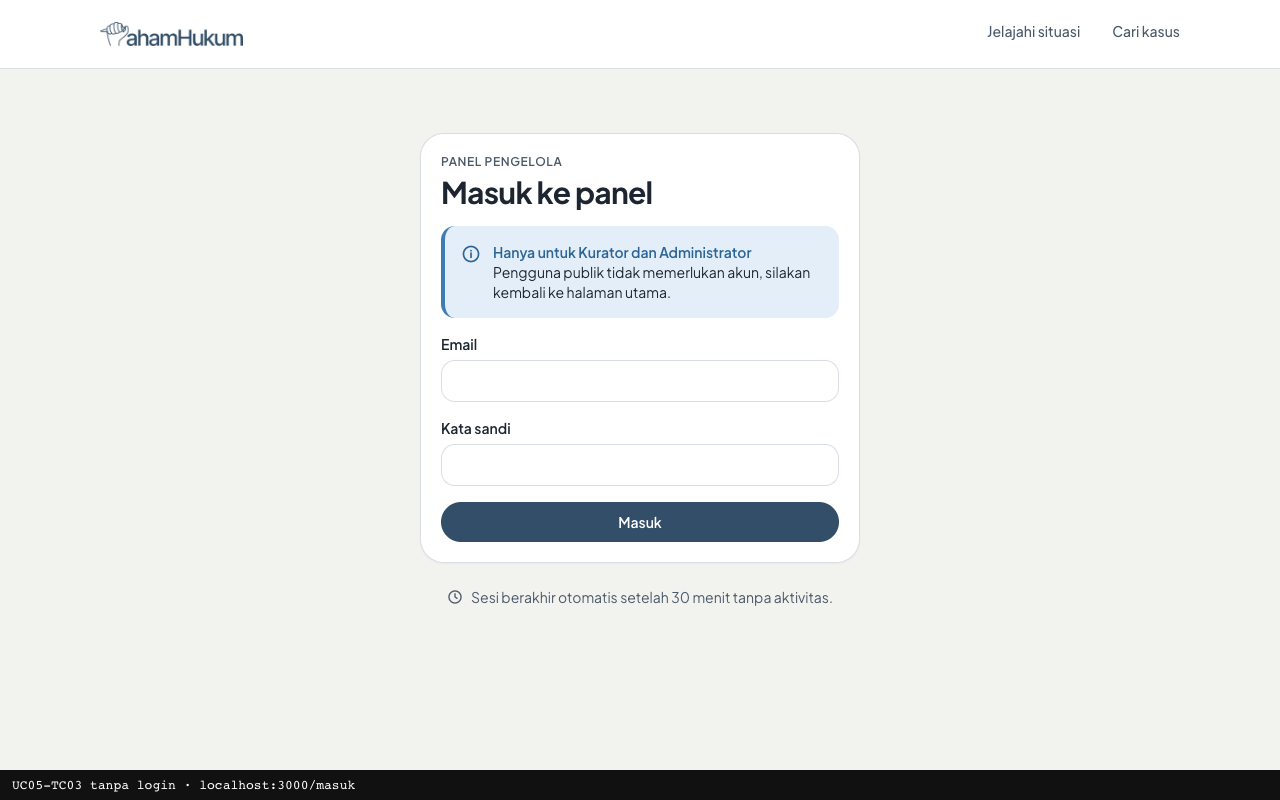 ahamHukum
Jelajahi situasi
Cari kasus
PANEL PENGELOLA
Masuk ke panel
Hanya untuk Kurator dan Administrator
Pengguna publik tidak memerlukan akun, silakan
kembali ke halaman utama.
Email
Kata sandi
Masuk
Sesi berakhir otomatis setelah 30 menit tanpa aktivitas.
UC05-TC03 tanpa login · localhost:3000/masuk